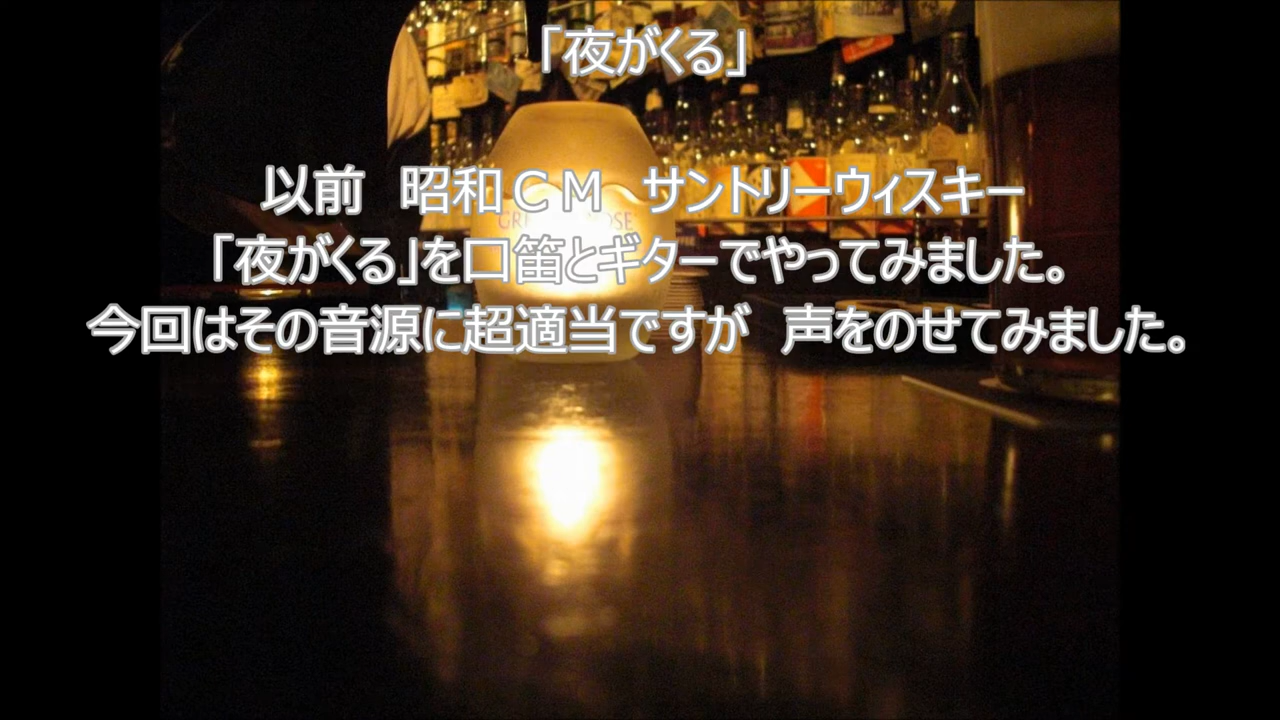 「夜がくる」
以前　昭和ＣＭ　サントリーウィスキー
「夜がくる」を口笛とギターでやってみました。
今回はその音源に超適当ですが　声をのせてみました。